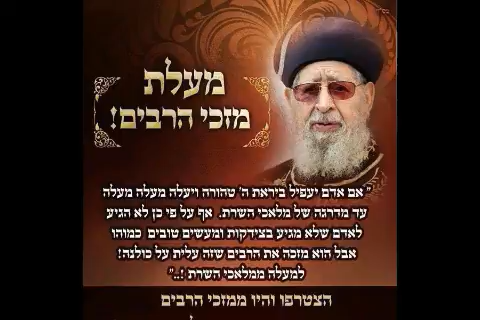 מעלת
מזכי הרבים!
"אם אדם יעפיל ביראת ה' טהורה ויעלה מעלה מעלה
עד מדרגה של מלאכי השרת. אף על פי כן לא הגיע
לאדם שלא מגיע בצידקות ומעשים טובים כמוהו
אבל הוא מזכה את הרבים שזה עלית על כולנה!
למעלה ממלאכי השרת !.."
הצטרפו והיו ממזכי הרבים